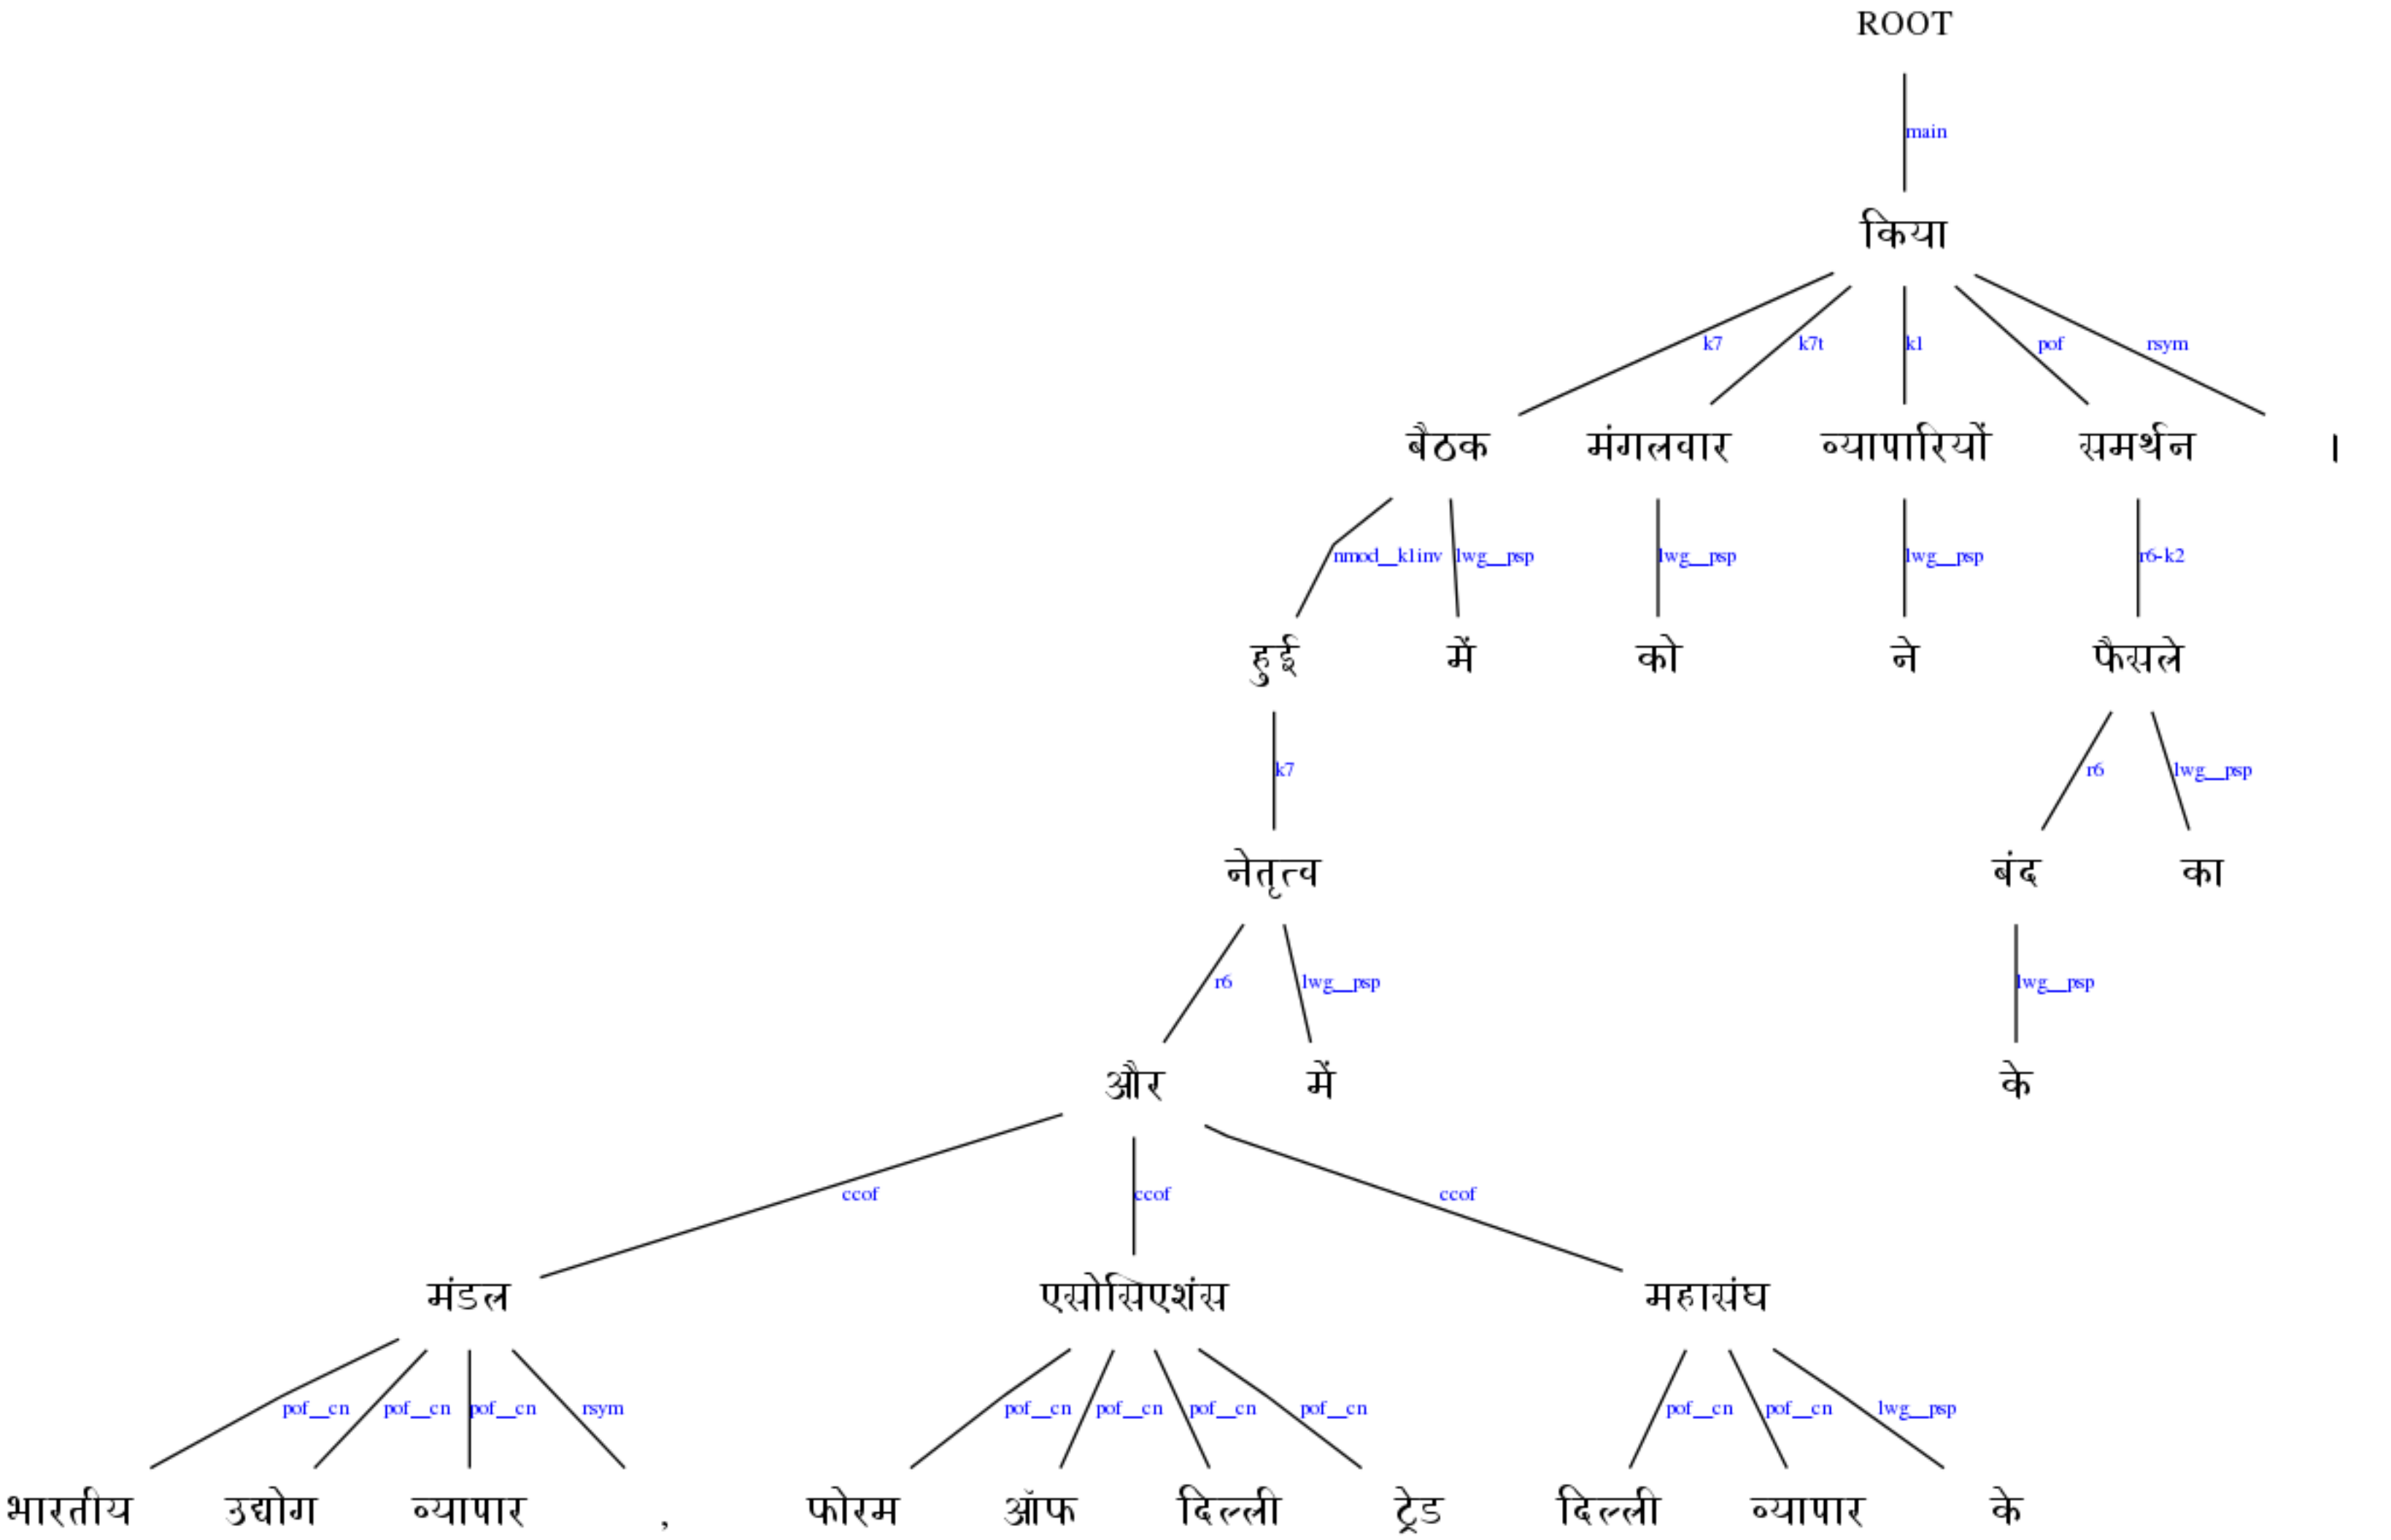 ROOT
main
किया
k7 k7t k1 pof rsym
बैठक मंगलवार व्यापारियों समर्थन ।
nmod__k1inv lwg__psp lwg__psp lwg__psp r6-k2
हुई में को ने फैसले
k7 r6 lwg__psp
नेतृत्व बंद का
r6 lwg__psp lwg__psp
और में के
ccof ccof ccof
मंडल एसोसिएशंस महासंघ
pof__cn pof__cn pof__cn rsym pof__cn pof__cn pof__cn pof__cn pof__cn pof__cn lwg__psp
भारतीय उद्योग व्यापार , फोरम ऑफ दिल्ली ट्रेड दिल्ली व्यापार के